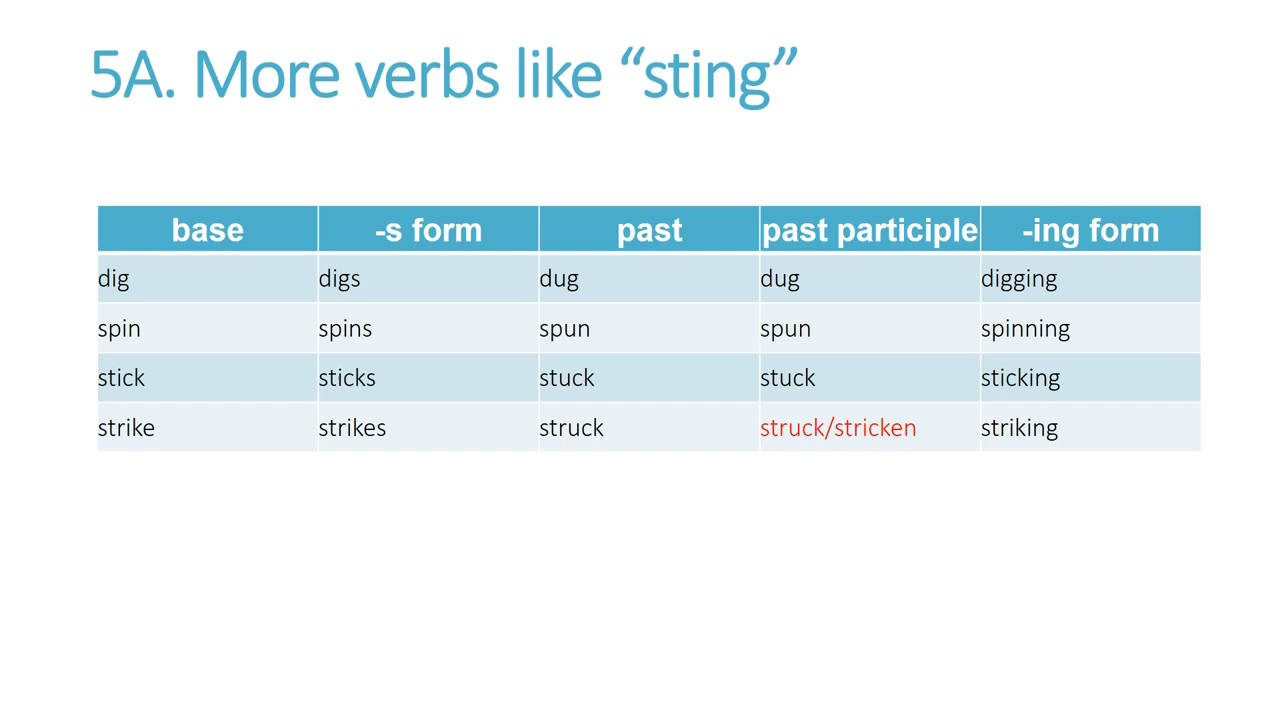 5A. More verbs like “sting”
base -s form past past participle -ing form
dig digs dug dug digging
spin spins spun spun spinning
stick sticks stuck stuck sticking
strike strikes struck struck/stricken striking